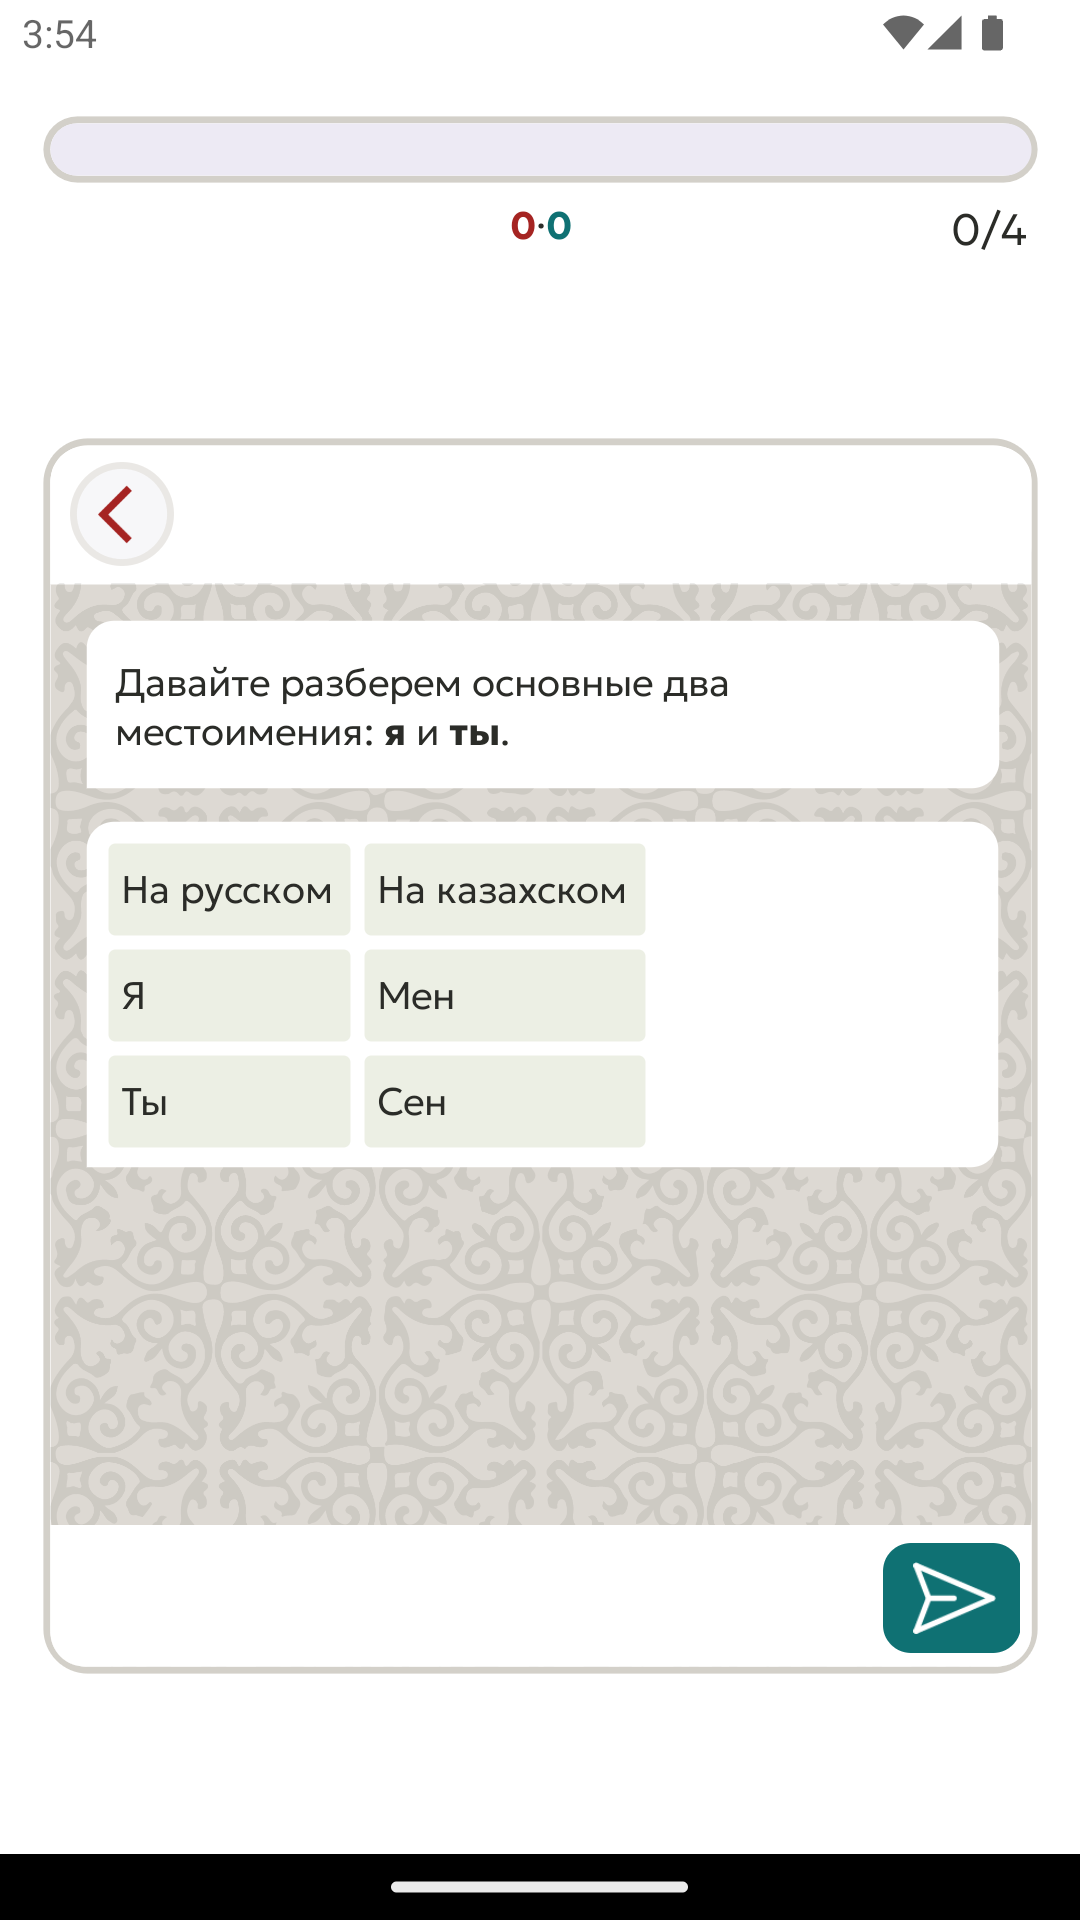 3:54
0·0
0/4
Давайте разберем основные два
местоимения: я и ты.
На русском На казахском
Я Мен
Ты Сен